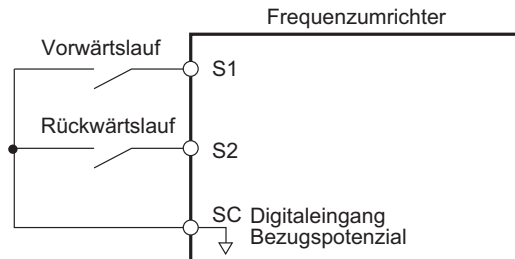 Frequenzumrichter
Vorwärtslauf
S1
Rückwärtslauf
S2
SC Digitaleingang
Bezugspotenzial